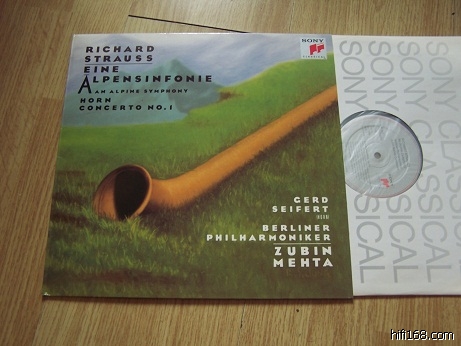 RICHARD
STRAUSS
EINE
ALPENSINFONIE
AN ALPINE SYMPHONY
HORN
CONCERTO NO.1
SONY
CLASSICAL
GERD
SEIFERT
HORN
BERLINER
PHILHARMONIKER
ZUBIN
MEHTA
SONY CLASSICAL
SONY CLASSICAL
hifi168.com